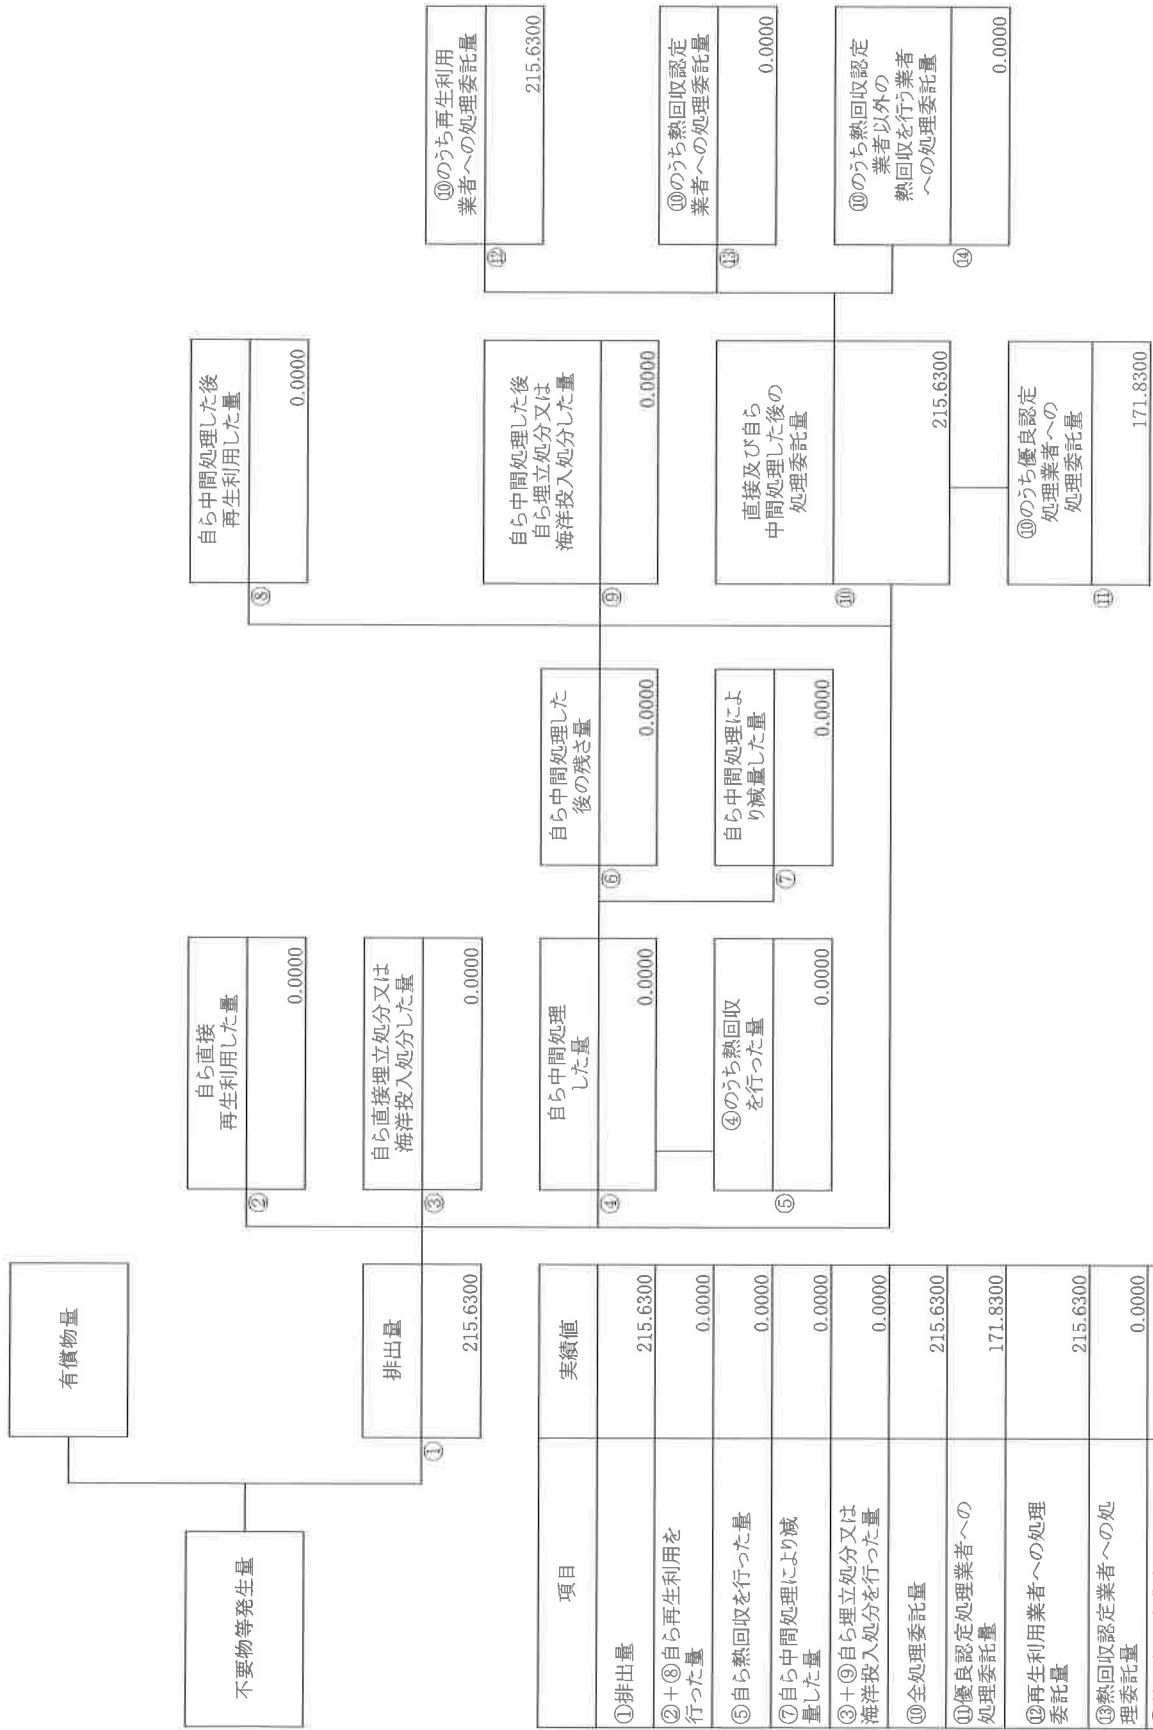 不要物等発生量
有償物量
①
排出量
215.6300
②
自ら直接
再生利用した量
0.0000
③
自ら直接埋立処分又は
海洋投入処分した量
0.0000
④
自ら中間処理
した量
0.0000
⑤
④のうち熱回収
を行った量
0.0000
⑥
自ら中間処理した
後の残さ量
0.0000
⑦
自ら中間処理によ
り減量した量
0.0000
⑧
自ら中間処理した後
再生利用した量
0.0000
⑨
自ら中間処理した後
自ら埋立処分又は
海洋投入処分した量
0.0000
⑩
直接及び自ら
中間処理した後の
処理委託量
215.6300
⑪
⑩のうち優良認定
処理業者への
処理委託量
171.8300
⑫
⑩のうち再生利用
業者への処理委託量
215.6300
⑬
⑩のうち熱回収認定
業者への処理委託量
0.0000
⑭
⑩のうち熱回収認定
業者以外の
熱回収を行う業者
への処理委託量
0.0000
項目 実績値
①排出量 215.6300
②+⑧自ら再生利用を
行った量 0.0000
⑤自ら熱回収を行った量 0.0000
⑦自ら中間処理により減
量した量 0.0000
③+⑨自ら埋立処分又は
海洋投入処分を行った量 0.0000
⑩全処理委託量 215.6300
⑪優良認定処理業者への
処理委託量 171.8300
⑫再生利用業者への処理
委託量 215.6300
⑬熱回収認定業者への処
理委託量 0.0000